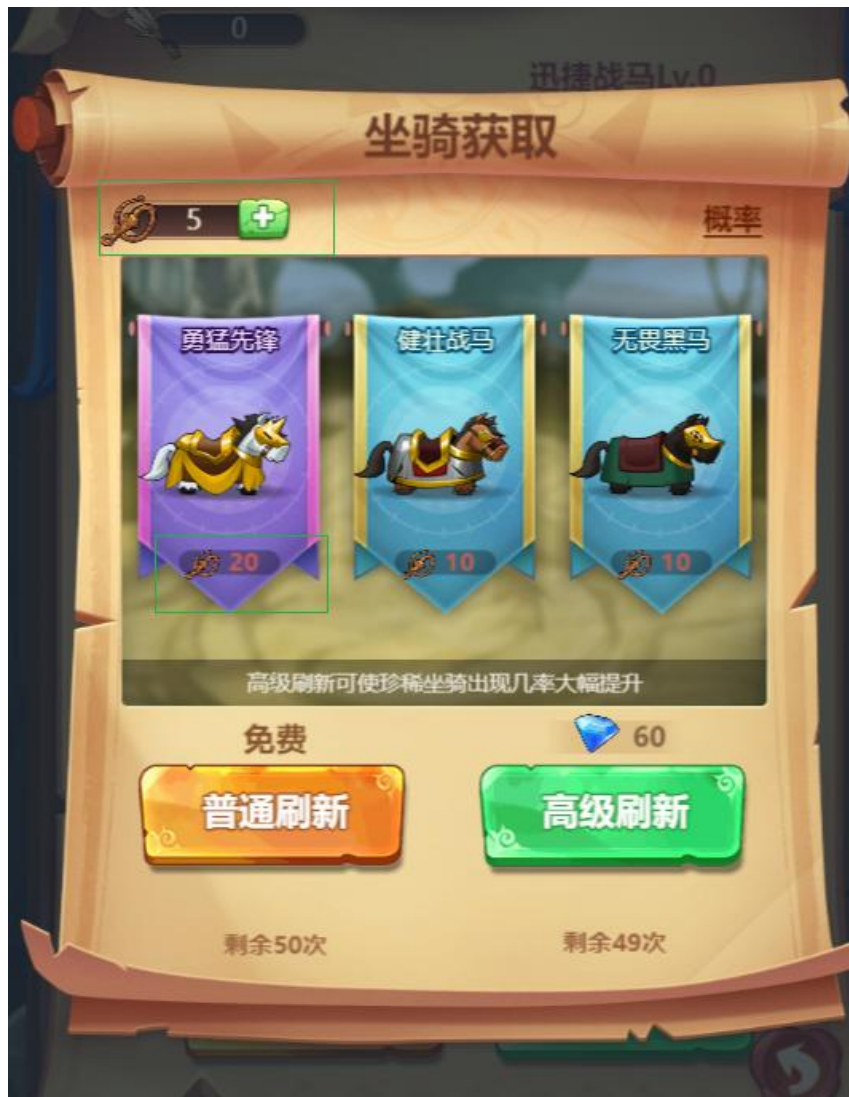 0
迅捷战马Lv.0
坐骑获取
5
概率
勇猛先锋 健壮战马 无畏黑马
20 10 10
高级刷新可使珍稀坐骑出现几率大幅提升
免费 60
普通刷新 高级刷新
剩余50次 剩余49次